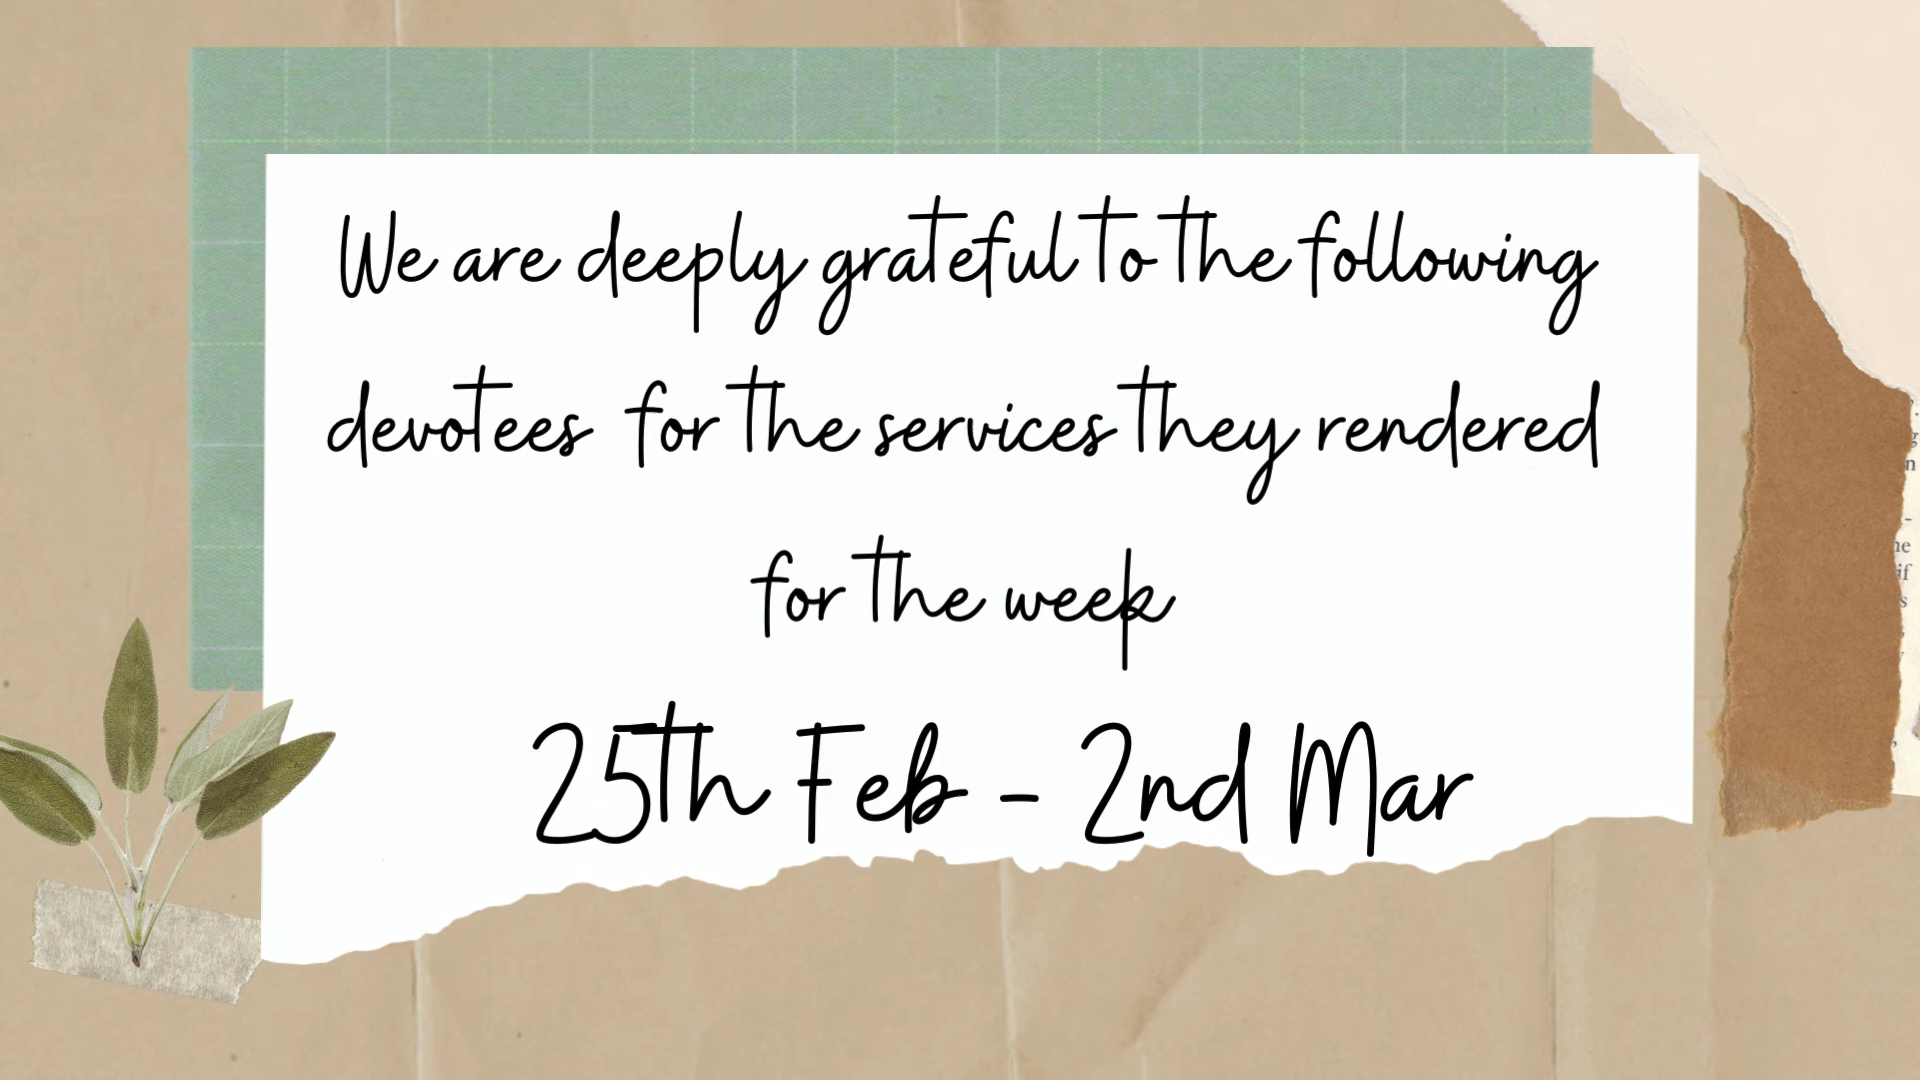 We are deeply grateful to the following
devotees for the services they rendered
for the week
25th Feb - 2nd Mar